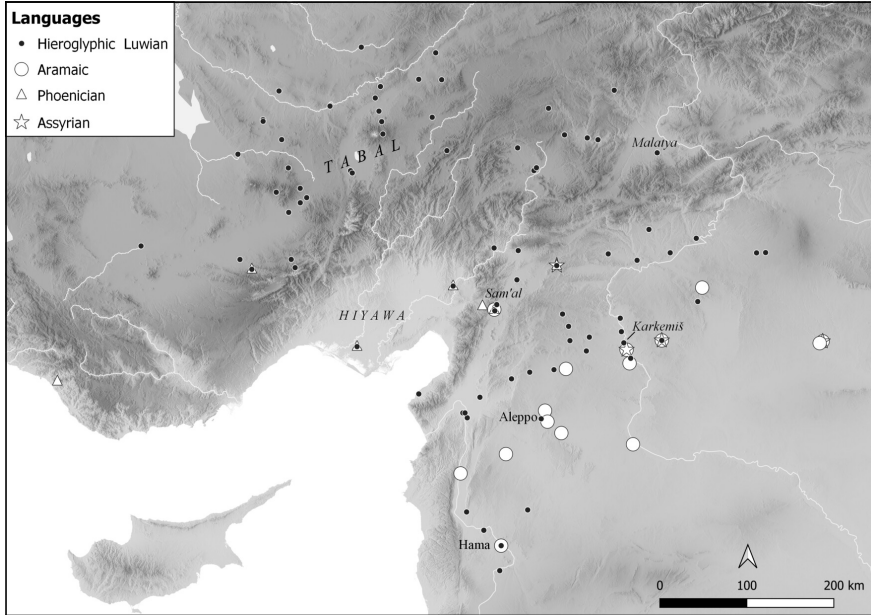 Languages
Hieroglyphic Luwian
Aramaic
Phoenician
Assyrian
TABAL
Malatya
Sam'al
HIYAWA
Karkemiš
Aleppo
Hama
0 100 200 km